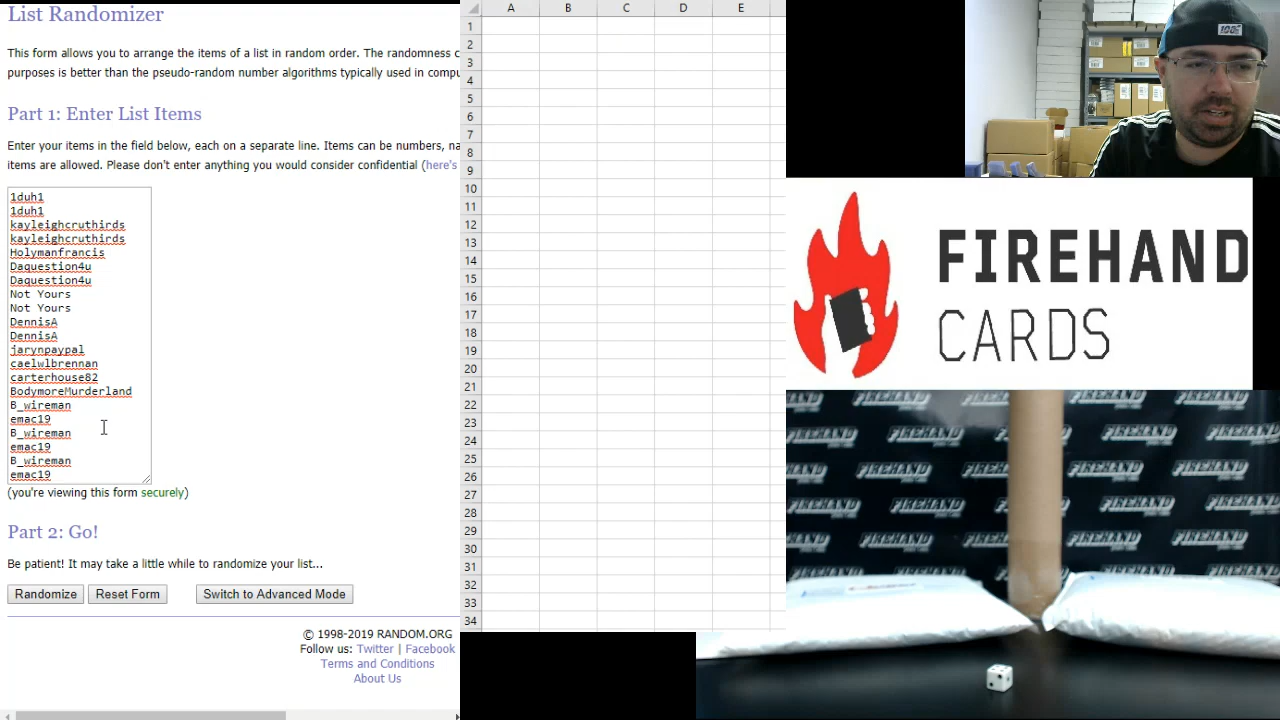 List Randomizer
This form allows you to arrange the items of a list in random order. The randomness c
purposes is better than the pseudo-random number algorithms typically used in compu
Part 1: Enter List Items
Enter your items in the field below, each on a separate line. Items can be numbers, na
items are allowed. Please don't enter anything you would consider confidential (here's
1duh1
1duh1
kayleighcruthirds
kayleighcruthirds
Holymanfrancis
Daquestion4u
Daquestion4u
Not Yours
Not Yours
DennisA
DennisA
jarynpaypal
caelwlbrennan
carterhouse82
BodymoreMurderland
B_wireman
emac19
B_wireman
emac19
B_wireman
emac19
(you're viewing this form securely)
Part 2: Go!
Be patient! It may take a little while to randomize your list...
Randomize Reset Form Switch to Advanced Mode
© 1998-2019 RANDOM.ORG
Follow us: Twitter | Facebook
Terms and Conditions
About Us
A B C D E
1
2
3
4
5
6
7
8
9
10
11
12
13
14
15
16
17
18
19
20
21
22
23
24
25
26
27
28
29
30
31
32
33
34
FIREHAND
CARDS
FIREHAND
FIREHAND
FIREHAND
FIREHAND